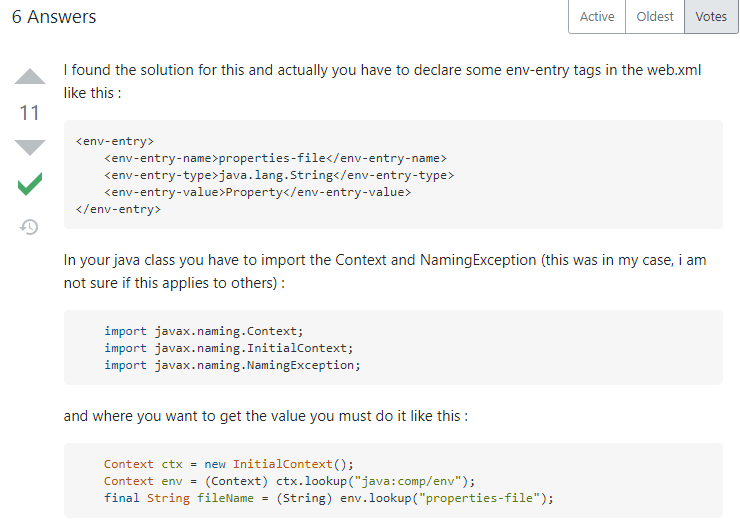 6 Answers
Active Oldest Votes
I found the solution for this and actually you have to declare some env-entry tags in the web.xml
like this :
11
<env-entry>
    <env-entry-name>properties-file</env-entry-name>
    <env-entry-type>java.lang.String</env-entry-type>
    <env-entry-value>Property</env-entry-value>
</env-entry>
In your java class you have to import the Context and NamingException (this was in my case, i am
not sure if this applies to others) :
    import javax.naming.Context;
    import javax.naming.InitialContext;
    import javax.naming.NamingException;
and where you want to get the value you must do it like this :
    Context ctx = new InitialContext();
    Context env = (Context) ctx.lookup("java:comp/env");
    final String fileName = (String) env.lookup("properties-file");